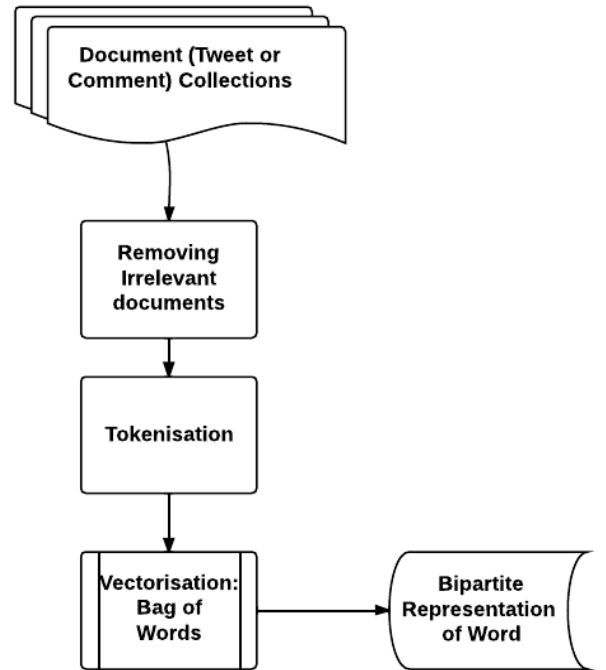 Document (Tweet or
Comment) Collections
Removing
Irrelevant
documents
Tokenisation
Vectorisation:
Bag of
Words
Bipartite
Representation
of Word